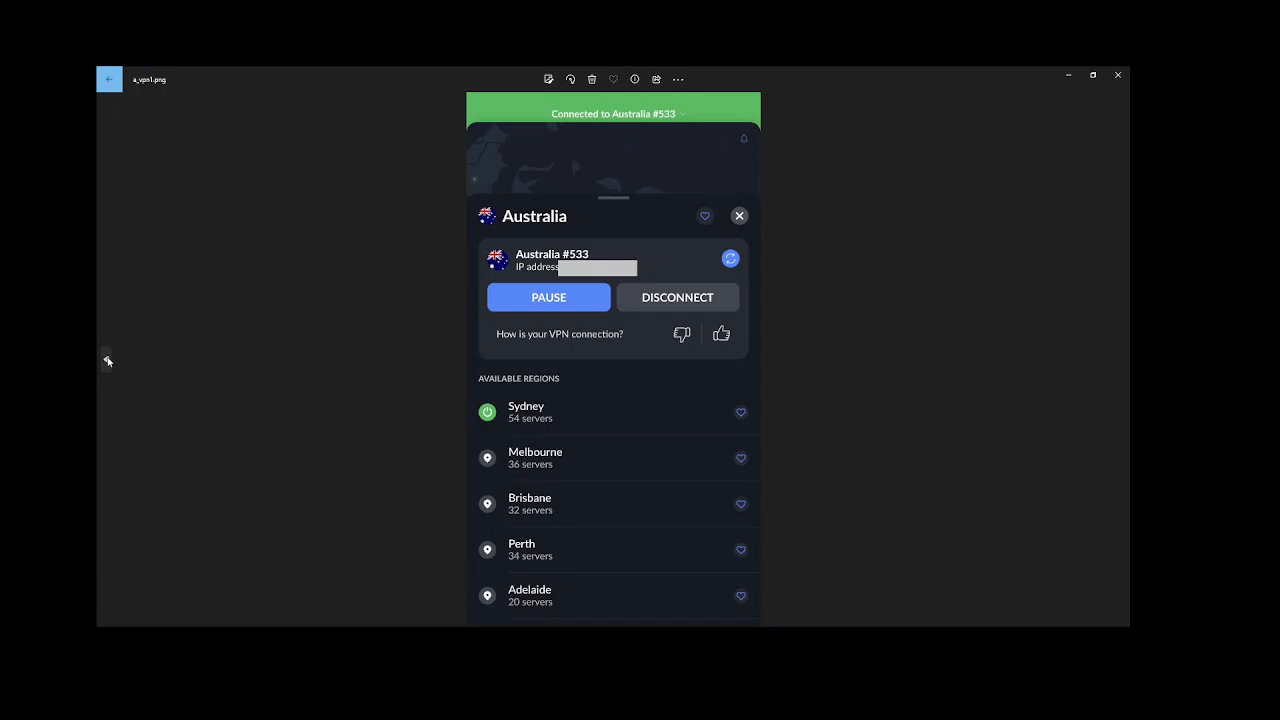 a_vpn1.png
Connected to Australia #533
Australia
Australia #533
IP address
PAUSE
DISCONNECT
How is your VPN connection?
AVAILABLE REGIONS
Sydney
54 servers
Melbourne
36 servers
Brisbane
32 servers
Perth
34 servers
Adelaide
20 servers